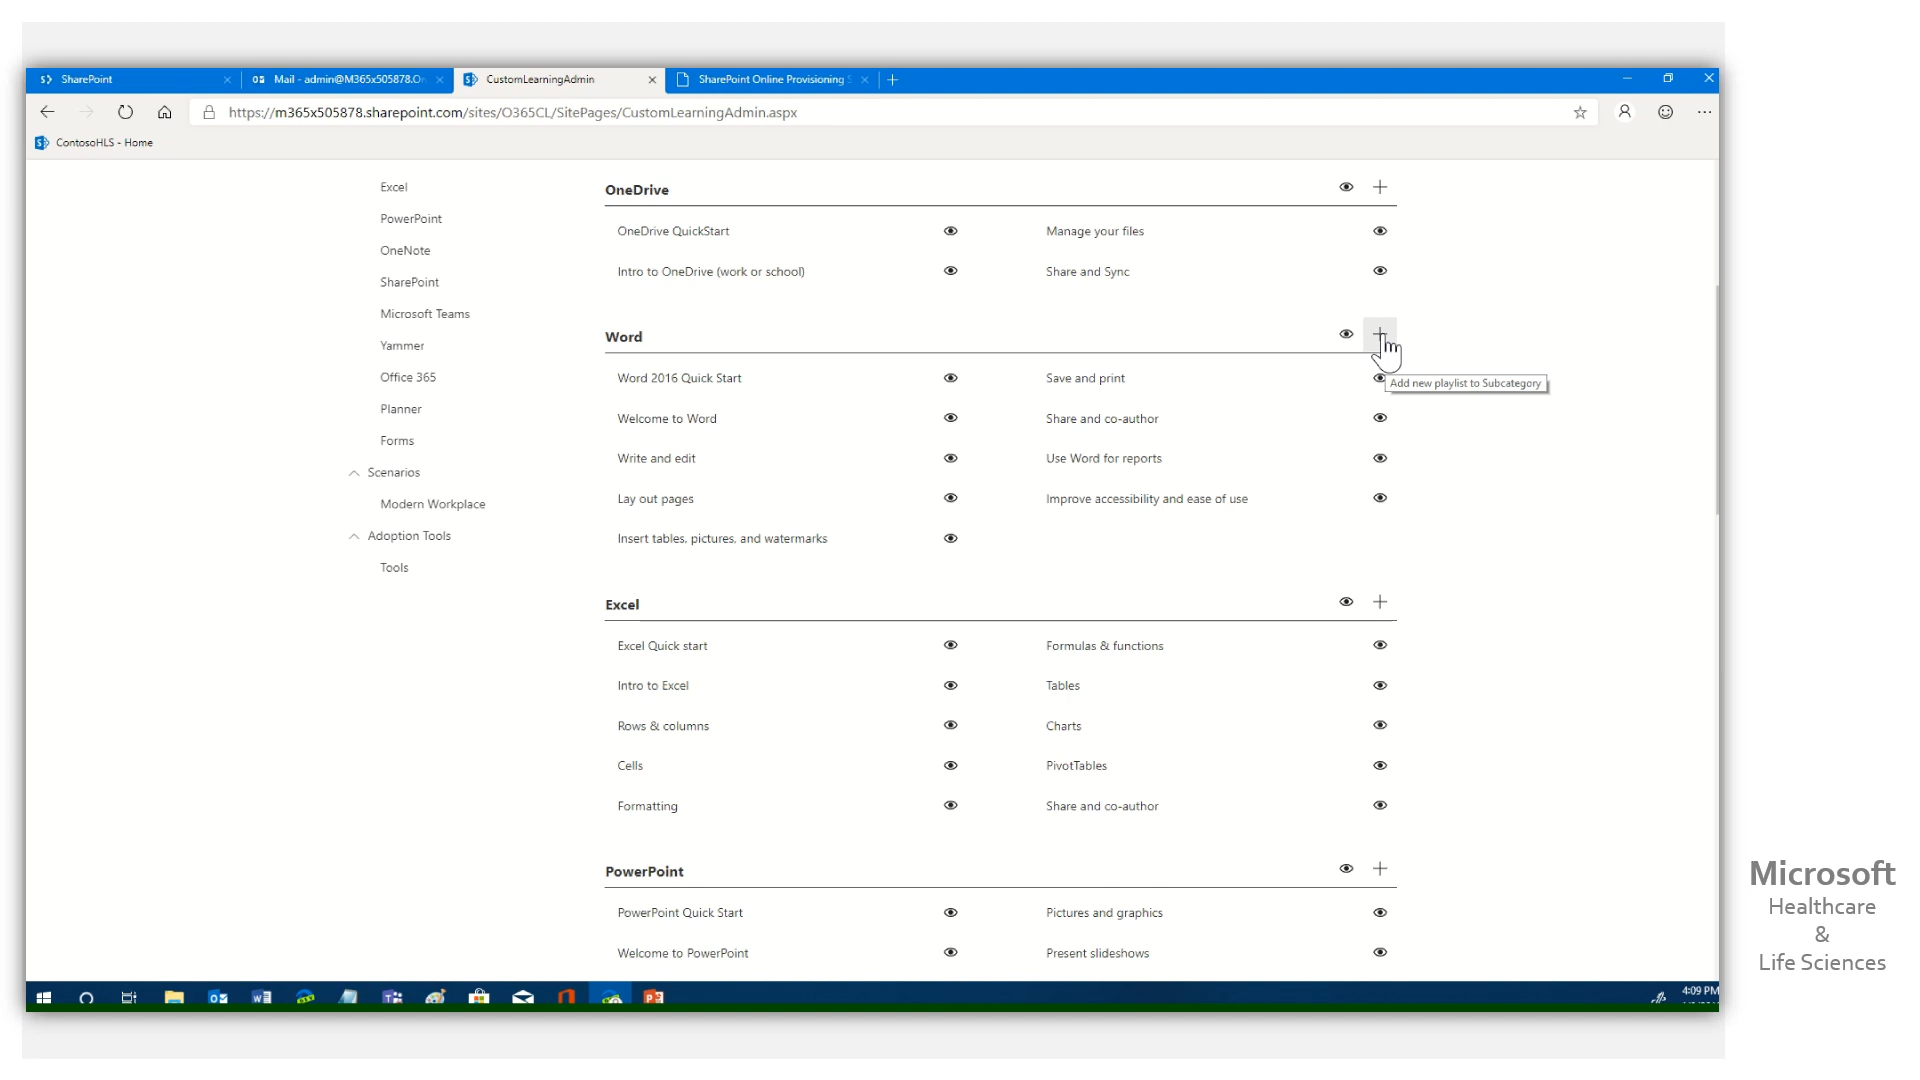 SharePoint
Mail - admin@M365x505878.O
CustomLearningAdmin
SharePoint Online Provisioning
https://m365x505878.sharepoint.com/sites/O365CL/SitePages/CustomLearningAdmin.aspx
ContosoHLS - Home
Excel
PowerPoint
OneNote
SharePoint
Microsoft Teams
Yammer
Office 365
Planner
Forms
Scenarios
Modern Workplace
Adoption Tools
Tools
OneDrive
OneDrive QuickStart
Manage your files
Intro to OneDrive (work or school)
Share and Sync
Word
Word 2016 Quick Start
Save and print
Add new playlist to Subcategory
Welcome to Word
Share and co-author
Write and edit
Use Word for reports
Lay out pages
Improve accessibility and ease of use
Insert tables, pictures, and watermarks
Excel
Excel Quick start
Formulas & functions
Intro to Excel
Tables
Rows & columns
Charts
Cells
PivotTables
Formatting
Share and co-author
PowerPoint
PowerPoint Quick Start
Pictures and graphics
Welcome to PowerPoint
Present slideshows
4:09 PM
Microsoft
Healthcare
&
Life Sciences